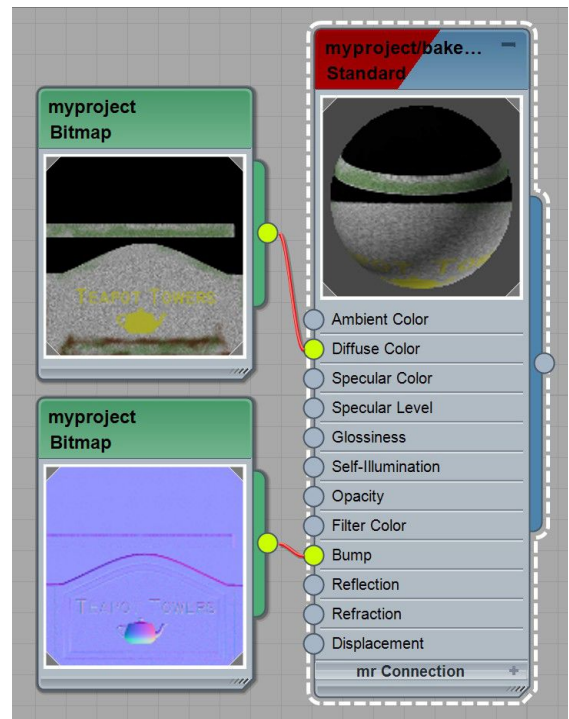 myproject/bake...
Standard
myproject
Bitmap
TEAPOT TOWERS
Ambient Color
Diffuse Color
Specular Color
Specular Level
Glossiness
Self-Illumination
Opacity
Filter Color
Bump
Reflection
Refraction
Displacement
mr Connection
myproject
Bitmap
TEAPOT TOWERS